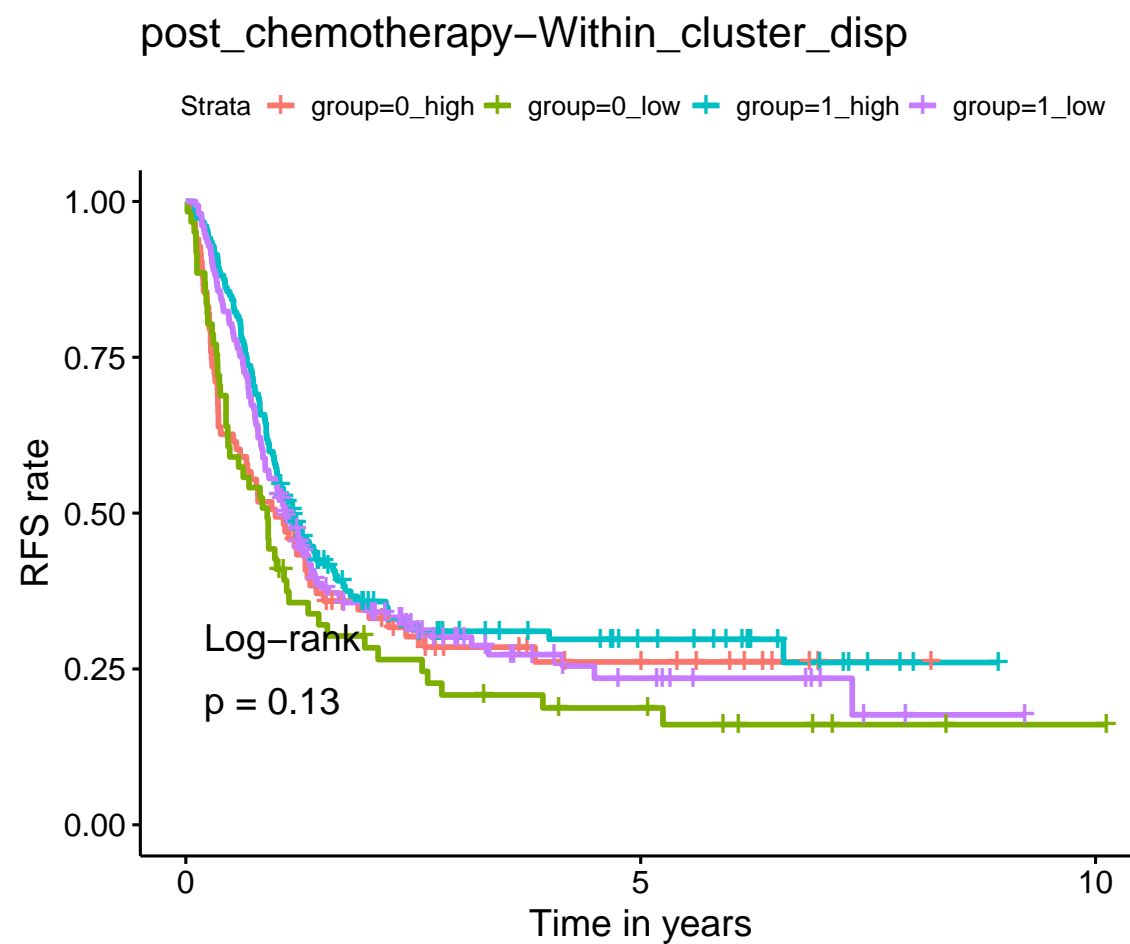 post_chemotherapy−Within_cluster_disp
Strata group=0_high group=0_low group=1_high group=1_low
1.00
0.75
0.50
0.25
0.00
RFS rate
Log−rank
p = 0.13
0 5 10
Time in years